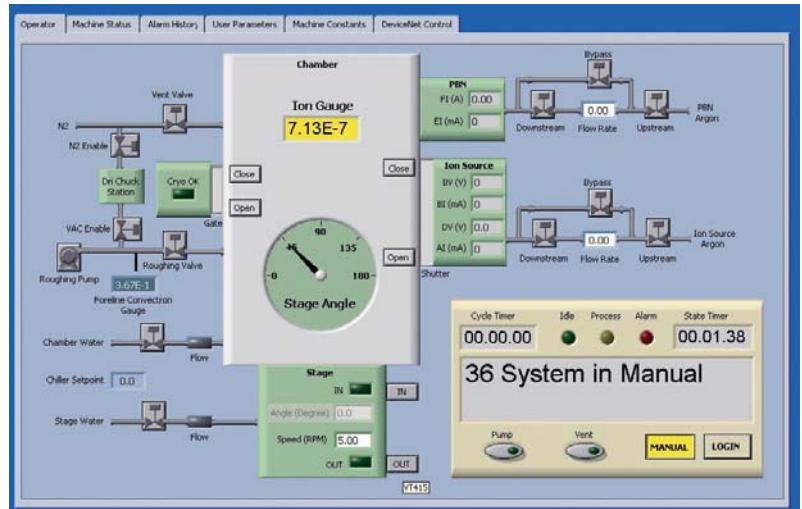 Operator Machine Status Alarm History User Parameters Machine Constants DeviceNet Control
Chamber
Ion Gauge
7.13E-7
Close
Open
Close
Open
0 45 90 135 180
Stage Angle
Vent Valve
N2
N2 Enable
Dri Chuck
Station
Cryo OK
Gate
VAC Enable
Roughing Valve
Roughing Pump
3.67E-1
Foreline Convectron
Gauge
Chamber Water
Flow
Chiller Setpoint 0.0
Stage Water
Flow
PBN
FI (A) 0.00
EI (mA) 0
Bypass
Downstream
0.00
Flow Rate
Upstream
PBN
Argon
Ion Source
BV (V) 0
BI (mA) 0
DV (V) 0.0
AI (mA) 0
Shutter
Bypass
Downstream
0.00
Flow Rate
Upstream
Ion Source
Argon
Stage
IN IN
Angle (Degree) 0.0
Speed (RPM) 5.00
OUT OUT
VT415
Cycle Timer Idle Process Alarm State Timer
00.00.00 00.01.38
36 System in Manual
Pump Vent
MANUAL LOGIN